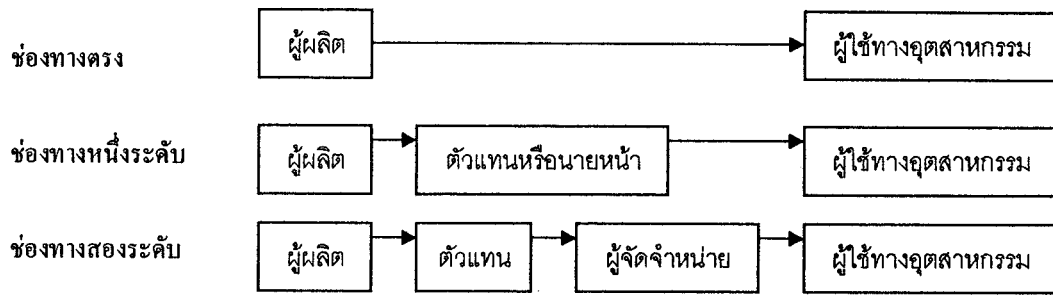 ช่องทางตรง ผู้ผลิต ผู้ใช้ทางอุตสาหกรรม
ช่องทางหนึ่งระดับ ผู้ผลิต ตัวแทนหรือนายหน้า ผู้ใช้ทางอุตสาหกรรม
ช่องทางสองระดับ ผู้ผลิต ตัวแทน ผู้จัดจำหน่าย ผู้ใช้ทางอุตสาหกรรม